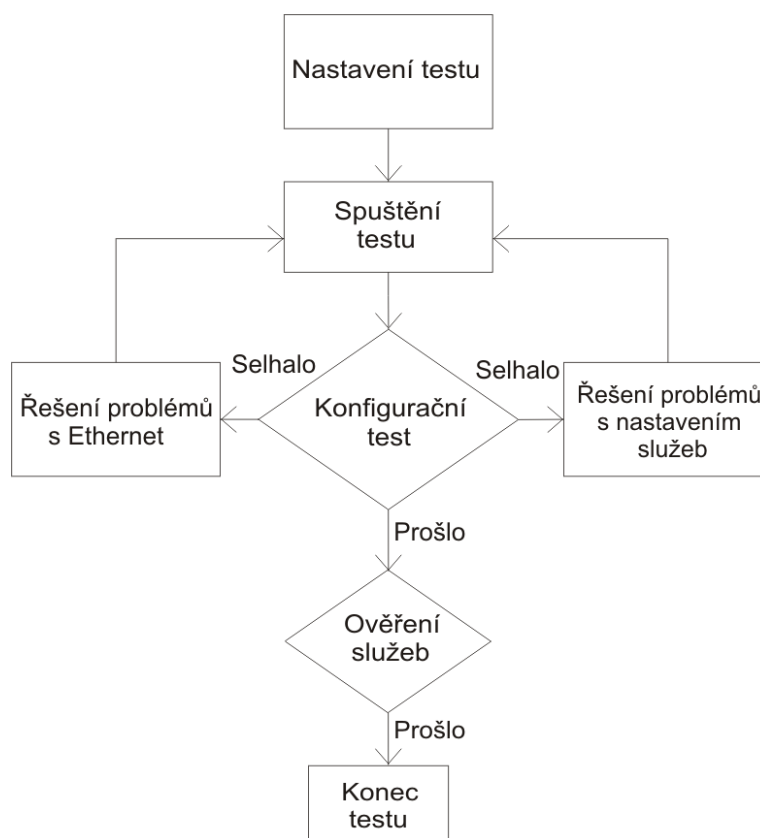 Nastavení testu
Spuštění
testu
Selhalo
Selhalo
Řešení problémů
s Ethernet
Konfigurační
test
Řešení problémů
s nastavením
služeb
Prošlo
Ověření
služeb
Prošlo
Konec
testu